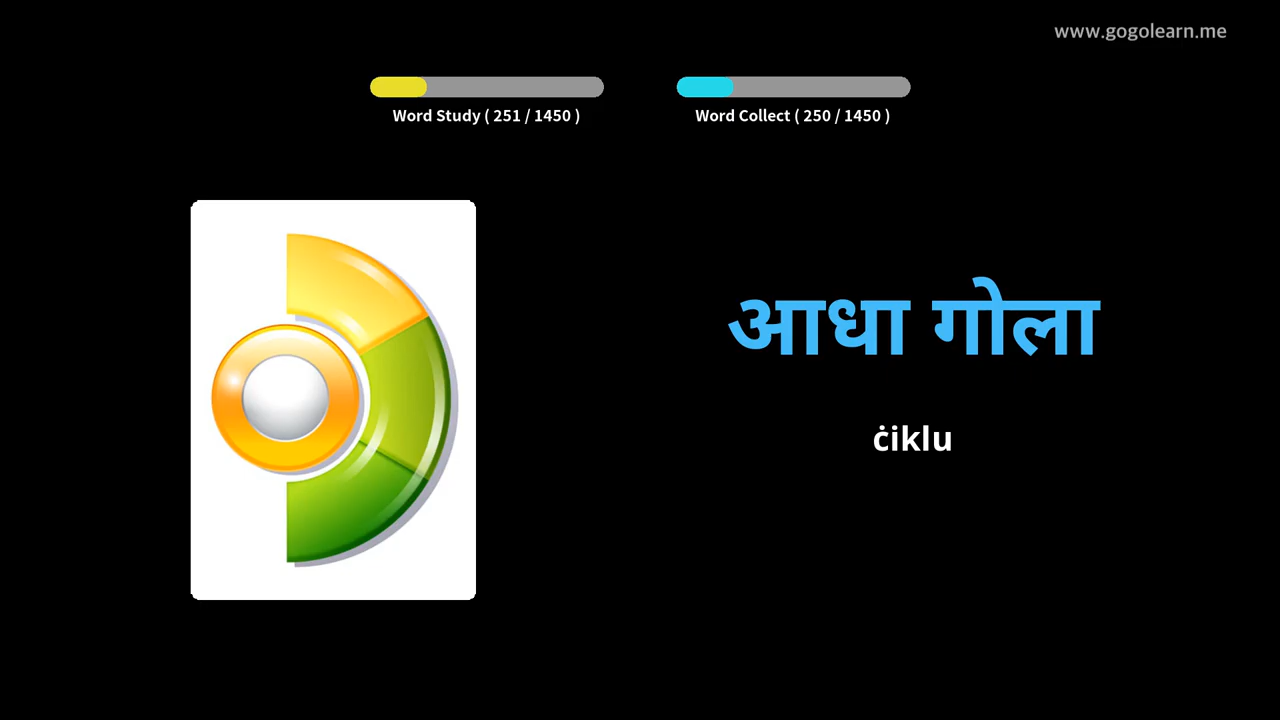 www.gogolearn.me
Word Study ( 251 / 1450 )
Word Collect ( 250 / 1450 )
आधा गोला
ċiklu